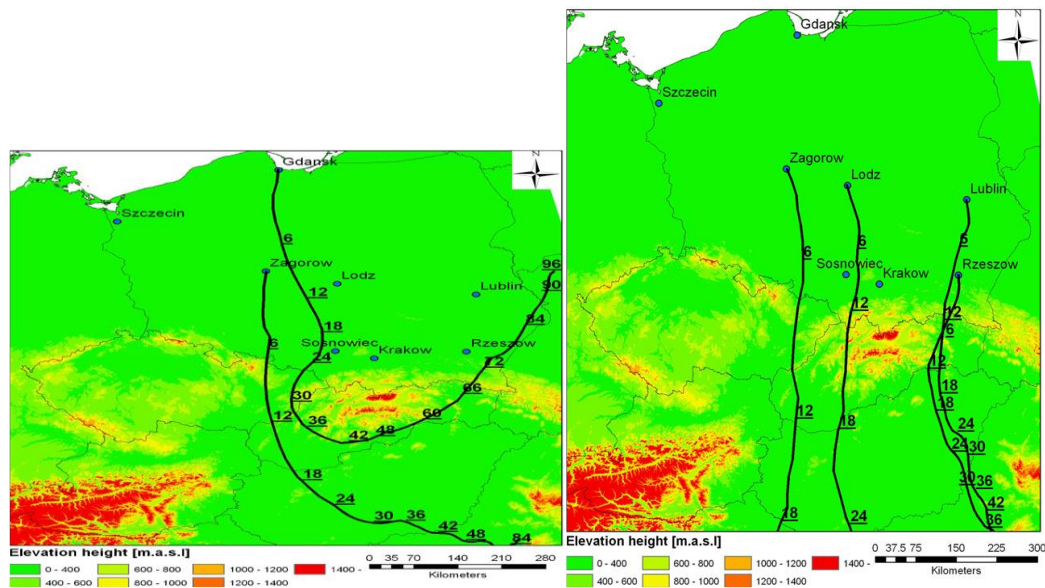 N
Gdansk
Szczecin
6
Zagorow
Lodz
12
Lublin
18
Sosnowiec
24
Krakow
Rzeszow
96
90
84
72
66
60
6
12
30
36
42
48
18
24
30
36
42
48
84
Elevation height [m.a.s.l]
0 - 400
600 - 800
1000 - 1200
1400 -
400 - 600
800 - 1000
1200 - 1400
0 35 70 140 210 280
Kilometers
N
Gdansk
Szczecin
Zagorow
Lodz
Lublin
6
6
6
Sosnowiec
Krakow
Rzeszow
12
12
6
12
12
18
18
18
24
24
30
18
24
30
36
42
36
Elevation height [m.a.s.l]
0 - 400
600 - 800
1000 - 1200
1400 -
400 - 600
800 - 1000
1200 - 1400
0 37.5 75 150 225 300
Kilometers